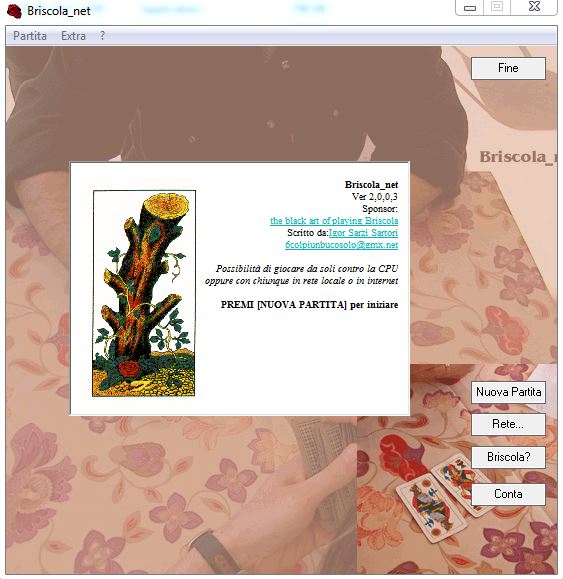 Briscola_net
Partita Extra ?
Fine
Briscola_
Briscola_net
Ver 2,0,0,3
Sponsor:
the black art of playing Briscola
Scritto da:Igor Sarzi Sartori
6colpiunbucosolo@gmx.net
Possibilità di giocare da soli contro la CPU
oppure con chiunque in rete locale o in internet
PREMI [NUOVA PARTITA] per iniziare
Nuova Partita
Rete...
Briscola?
Conta